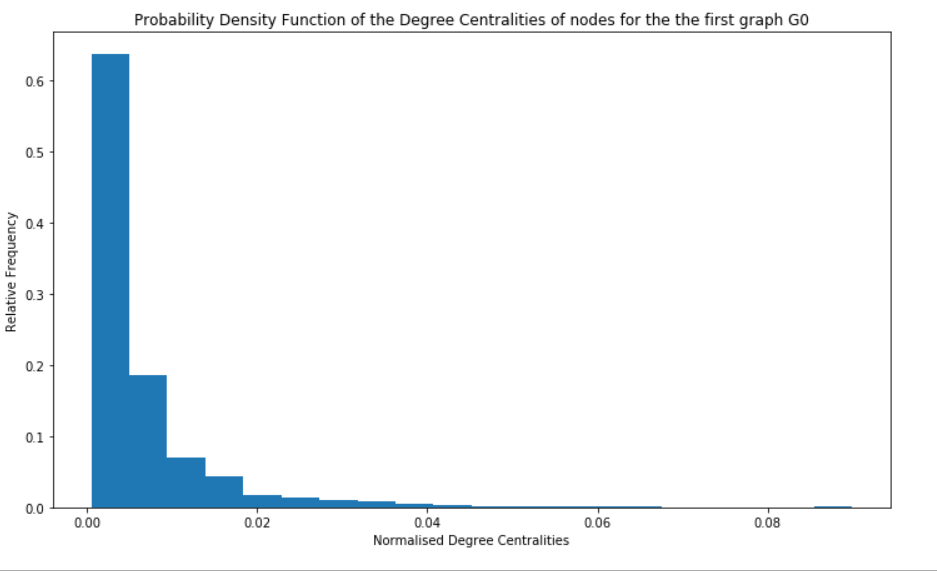 Probability Density Function of the Degree Centralities of nodes for the the first graph G0
0.6
0.5
0.4
0.3
0.2
0.1
0.0
Relative Frequency
0.00 0.02 0.04 0.06 0.08
Normalised Degree Centralities